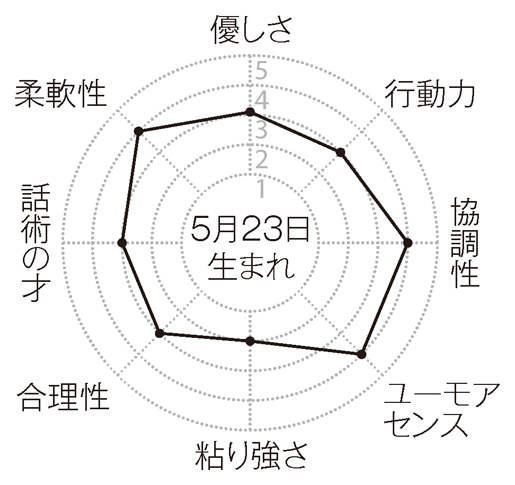 優しさ
行動力
協調性
ユーモア
センス
粘り強さ
合理性
話術の才
柔軟性
5
4
3
2
1
5月23日
生まれ